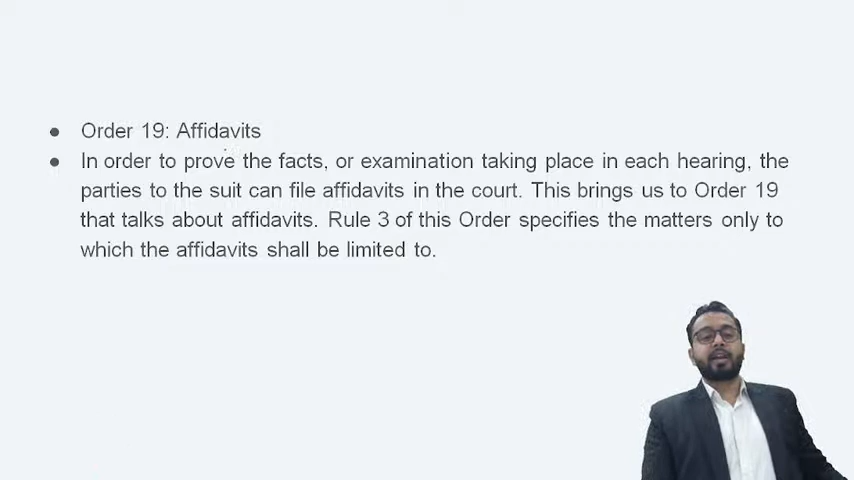 ● Order 19: Affidavits
● In order to prove the facts, or examination taking place in each hearing, the
parties to the suit can file affidavits in the court. This brings us to Order 19
that talks about affidavits. Rule 3 of this Order specifies the matters only to
which the affidavits shall be limited to.